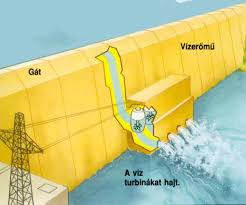 Vízerőmű
Gát
A víz
turbinákat hajt.